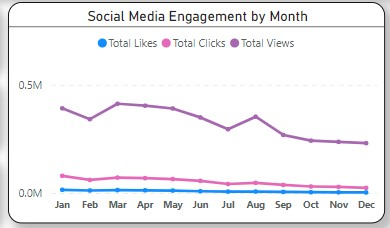 Social Media Engagement by Month
Total Likes Total Clicks Total Views
0.5M
0.0M
Jan Feb Mar Apr May Jun Jul Aug Sep Oct Nov Dec